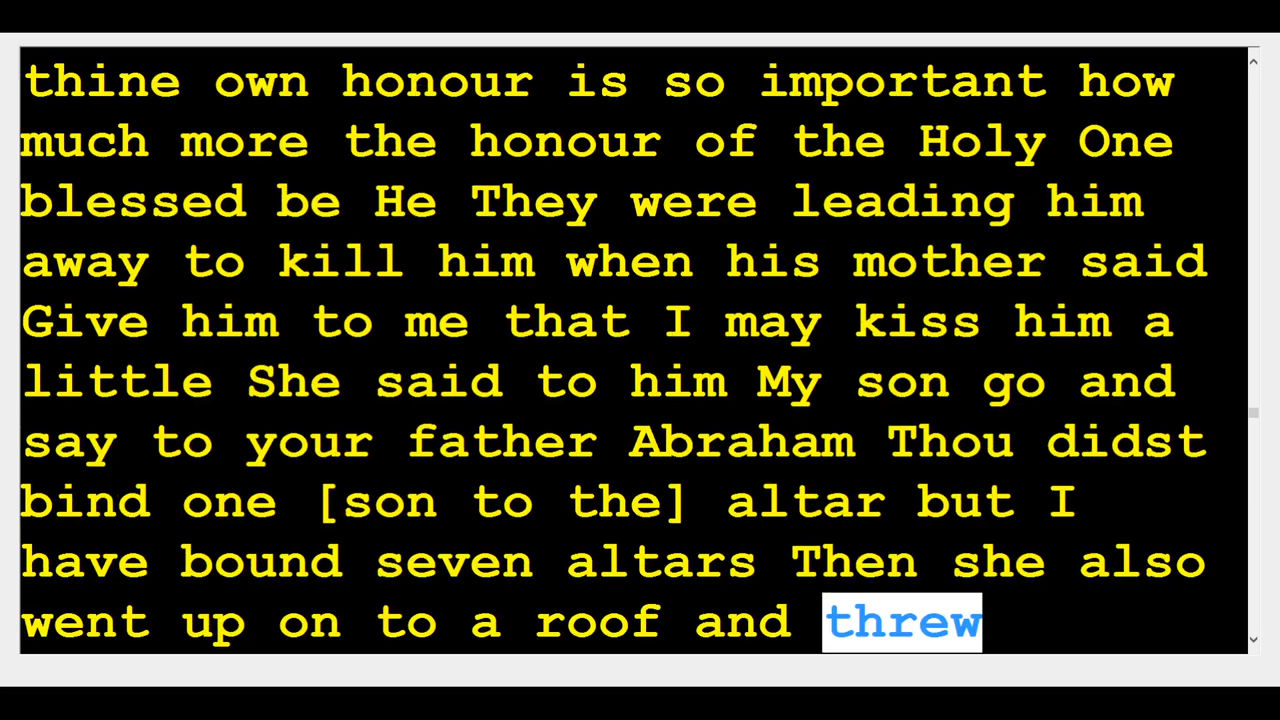 thine own honour is so important how
much more the honour of the Holy One
blessed be He They were leading him
away to kill him when his mother said
Give him to me that I may kiss him a
little She said to him My son go and
say to your father Abraham Thou didst
bind one [son to the] altar but I
have bound seven altars Then she also
went up on to a roof and threw